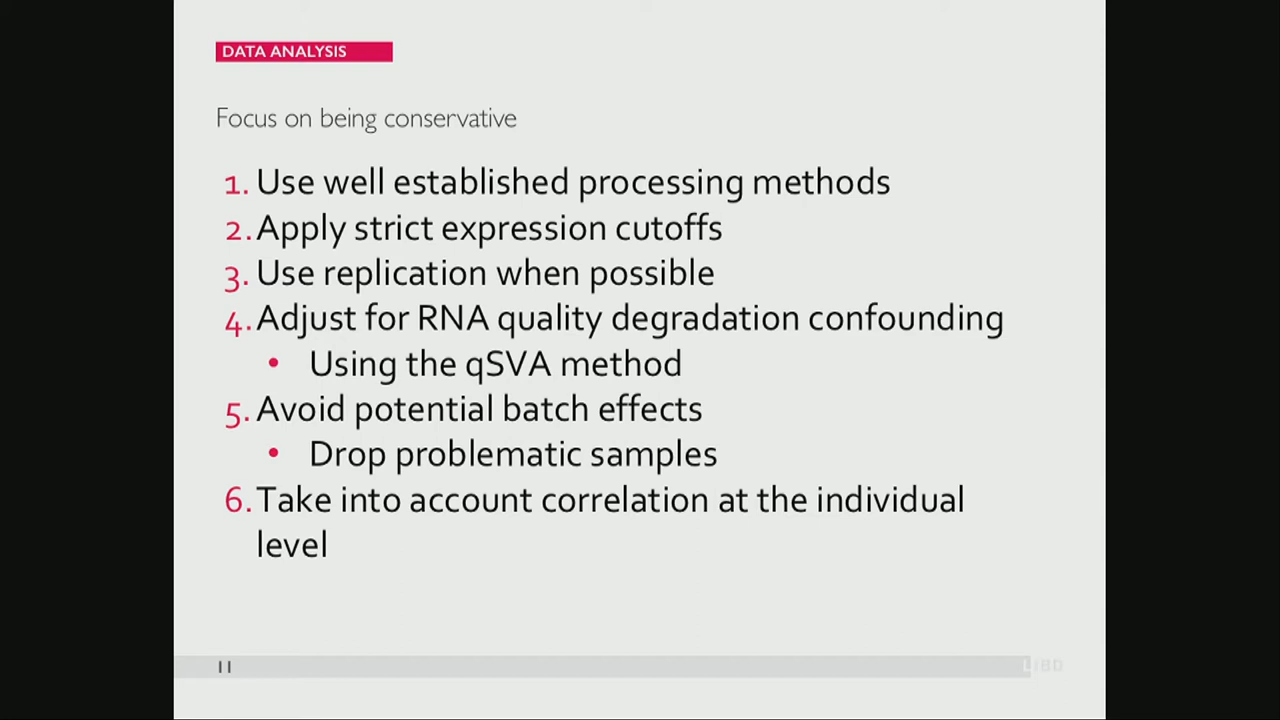 DATA ANALYSIS
Focus on being conservative
1. Use well established processing methods
2. Apply strict expression cutoffs
3. Use replication when possible
4. Adjust for RNA quality degradation confounding
• Using the qSVA method
5. Avoid potential batch effects
• Drop problematic samples
6. Take into account correlation at the individual
level
11
LIBD